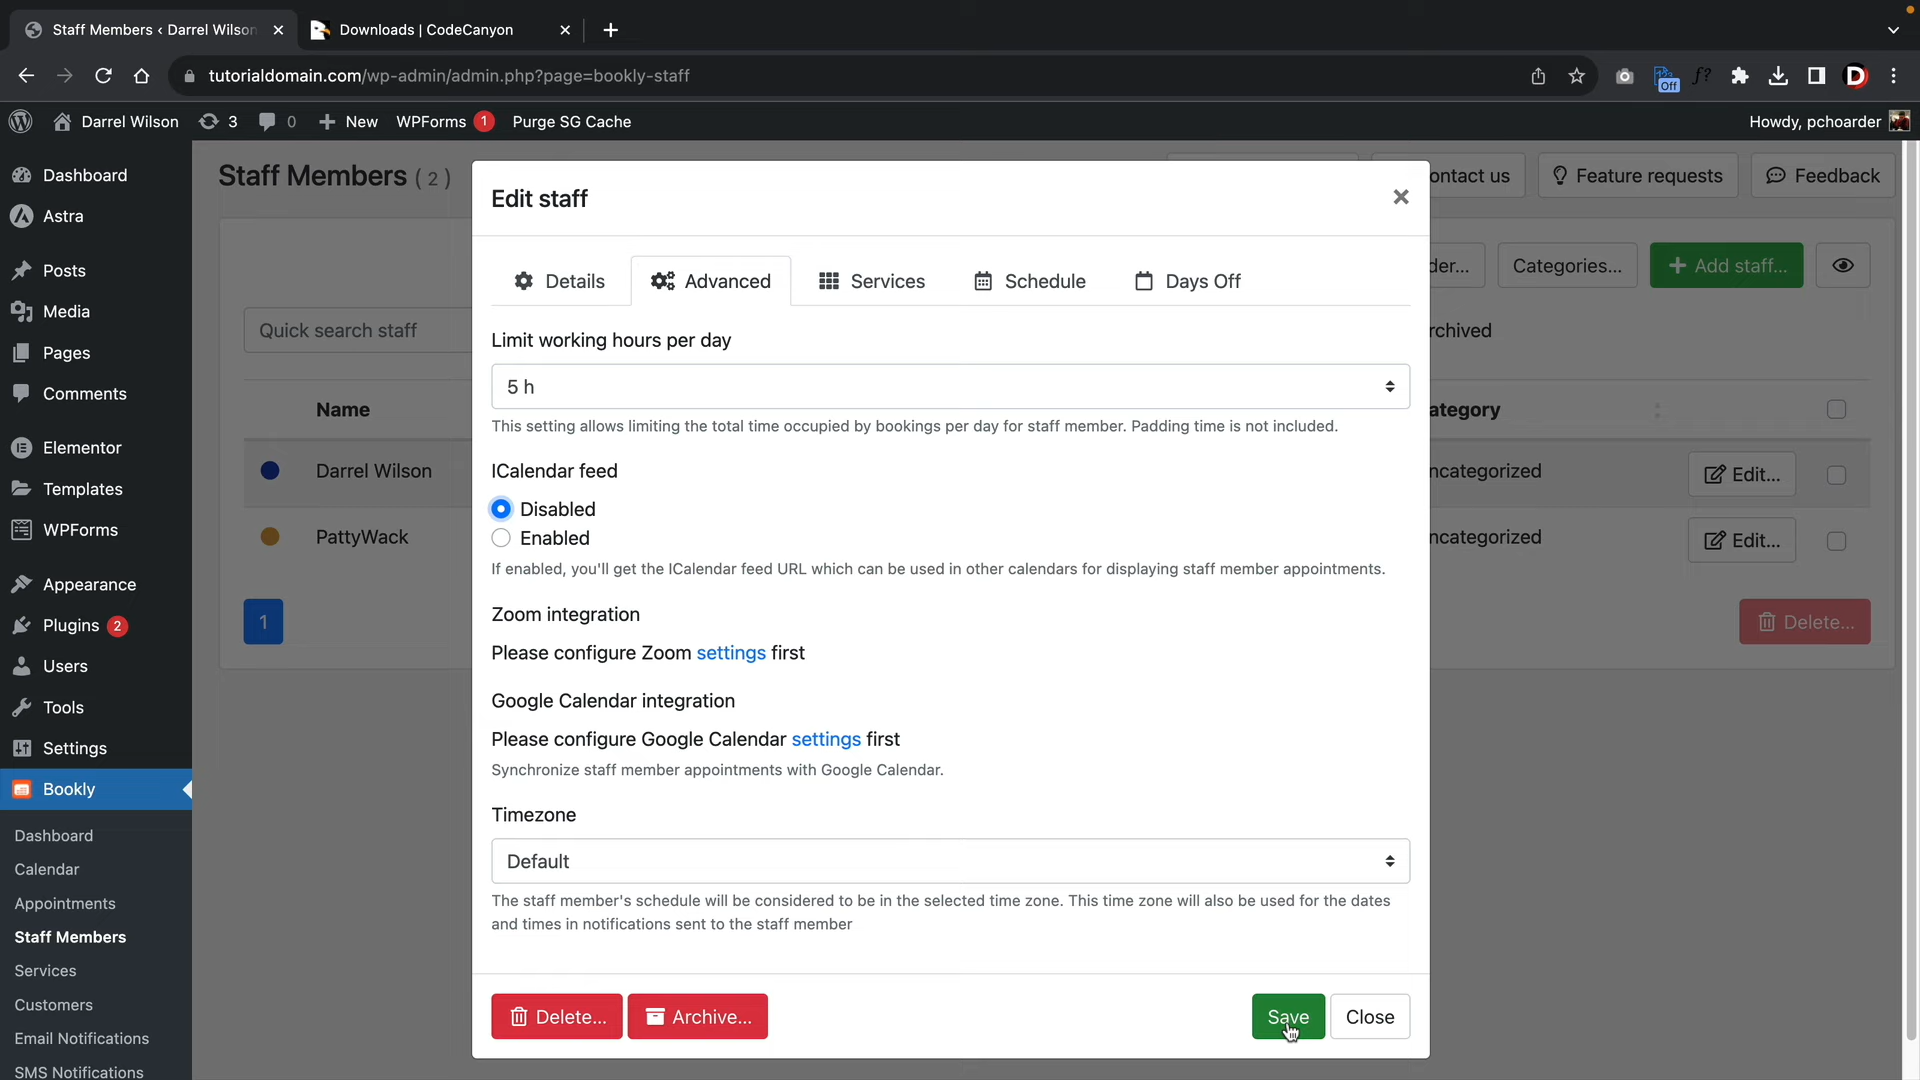 Staff Members ‹ Darrel Wilson
Downloads | CodeCanyon
tutorialdomain.com/wp-admin/admin.php?page=bookly-staff
Off
f?
D
Darrel Wilson
3
0
New
WPForms 1
Purge SG Cache
Howdy, pchoarder
Dashboard
Astra
Posts
Media
Pages
Comments
Elementor
Templates
WPForms
Appearance
Plugins 2
Users
Tools
Settings
Bookly
Dashboard
Calendar
Appointments
Staff Members
Services
Customers
Email Notifications
SMS Notifications
Staff Members ( 2 )
ontact us
Feature requests
Feedback
der...
Categories...
+ Add staff...
Quick search staff
rchived
Name
ategory
Darrel Wilson
ncategorized
Edit...
PattyWack
ncategorized
Edit...
1
Delete...
Edit staff
Details
Advanced
Services
Schedule
Days Off
Limit working hours per day
5 h
This setting allows limiting the total time occupied by bookings per day for staff member. Padding time is not included.
ICalendar feed
Disabled
Enabled
If enabled, you'll get the ICalendar feed URL which can be used in other calendars for displaying staff member appointments.
Zoom integration
Please configure Zoom settings first
Google Calendar integration
Please configure Google Calendar settings first
Synchronize staff member appointments with Google Calendar.
Timezone
Default
The staff member's schedule will be considered to be in the selected time zone. This time zone will also be used for the dates
and times in notifications sent to the staff member
Delete...
Archive...
Save
Close